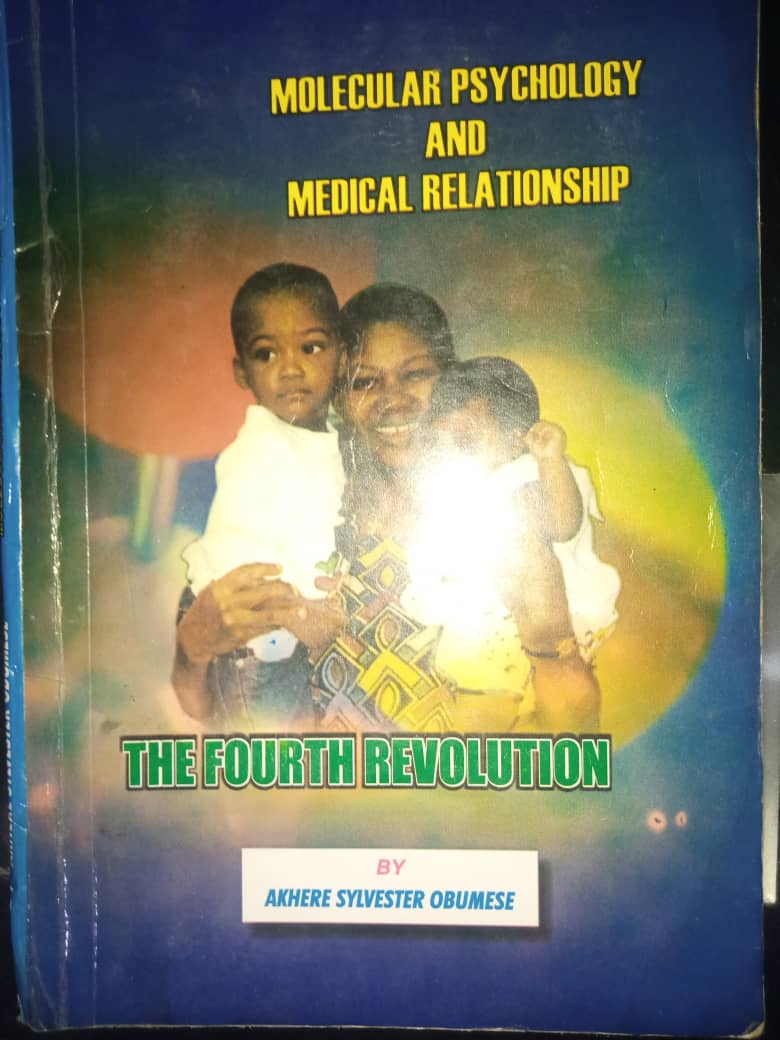 MOLECULAR PSYCHOLOGY
AND
MEDICAL RELATIONSHIP
THE FOURTH REVOLUTION
BY
AKHERE SYLVESTER OBUMESE